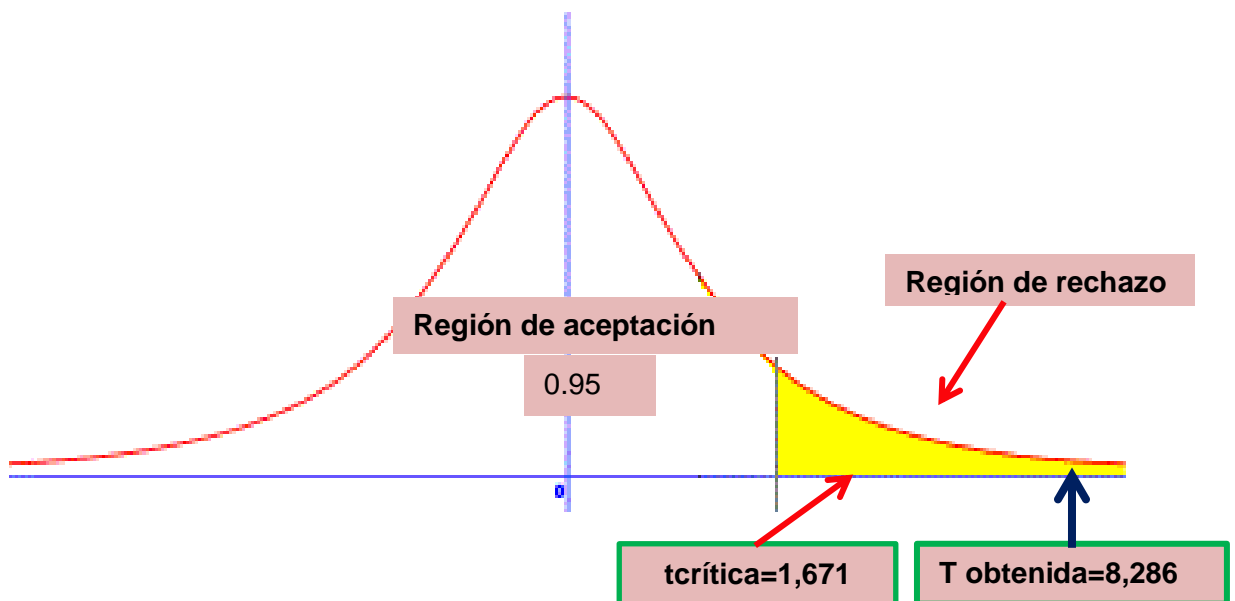 Región de rechazo
Región de aceptación
0.95
0
tcrítica=1,671
T obtenida=8,286